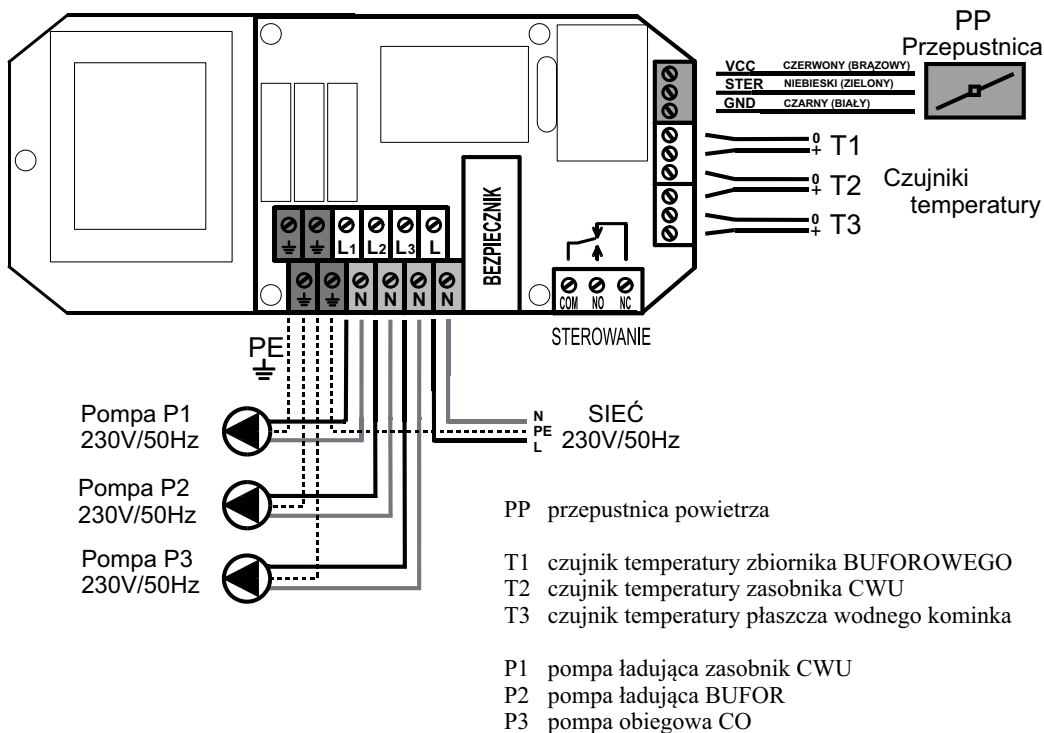 PP
Przepustnica
VCC CZERWONY (BRĄZOWY)
STER NIEBIESKI (ZIELONY)
GND CZARNY (BIAŁY)
0
+ T1
0
+ T2
0
+ T3
Czujniki
temperatury
BEZPIECZNIK
L1 L2 L3 L
N N N N
COM NO NC
STEROWANIE
PE
Pompa P1
230V/50Hz
N
PE
L
SIEĆ
230V/50Hz
Pompa P2
230V/50Hz
Pompa P3
230V/50Hz
PP przepustnica powietrza
T1 czujnik temperatury zbiornika BUFOROWEGO
T2 czujnik temperatury zasobnika CWU
T3 czujnik temperatury płaszcza wodnego kominka
P1 pompa ładująca zasobnik CWU
P2 pompa ładująca BUFOR
P3 pompa obiegowa CO